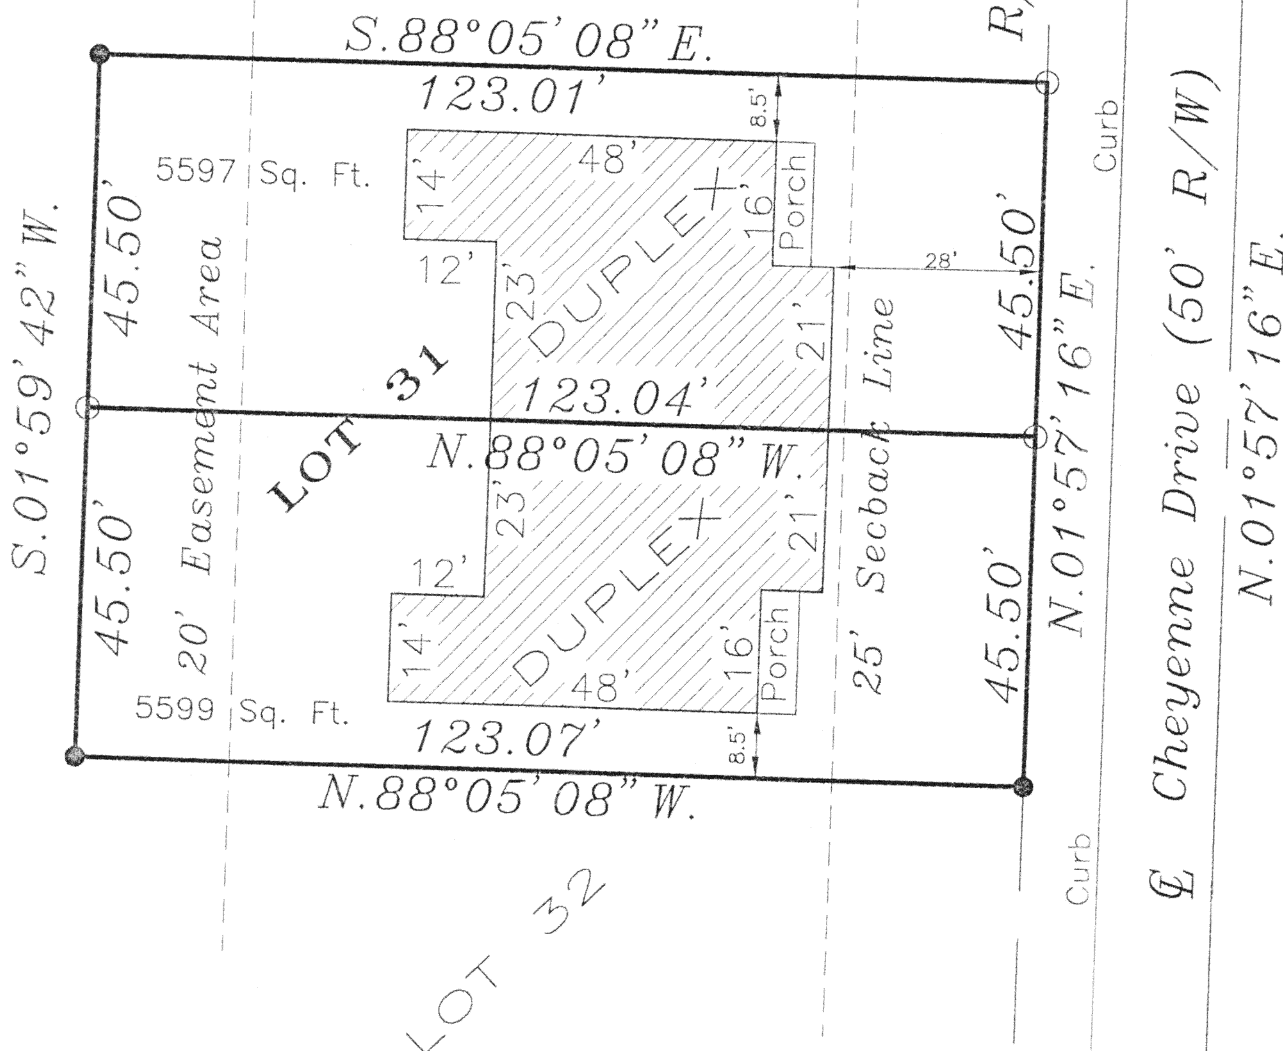 S.88°05'08" E.
123.01'
R/
8.5'
48'
5597 Sq. Ft.
14'
DUPLEX
16'
Porch
Curb
45.50'
45.50'
12'
23'
28'
21'
S.01°59'42" W.
20' Easement Area
LOT 31
123.04'
N.88°05'08" W.
25' Secback Line
N.01°57'16" E.
℄ Cheyenne Drive (50' R/W)
N.01°57'16" E.
45.50'
12'
23'
DUPLEX
21'
45.50'
14'
48'
16'
Porch
5599 Sq. Ft.
123.07'
8.5'
N.88°05'08" W.
Curb
LOT 32